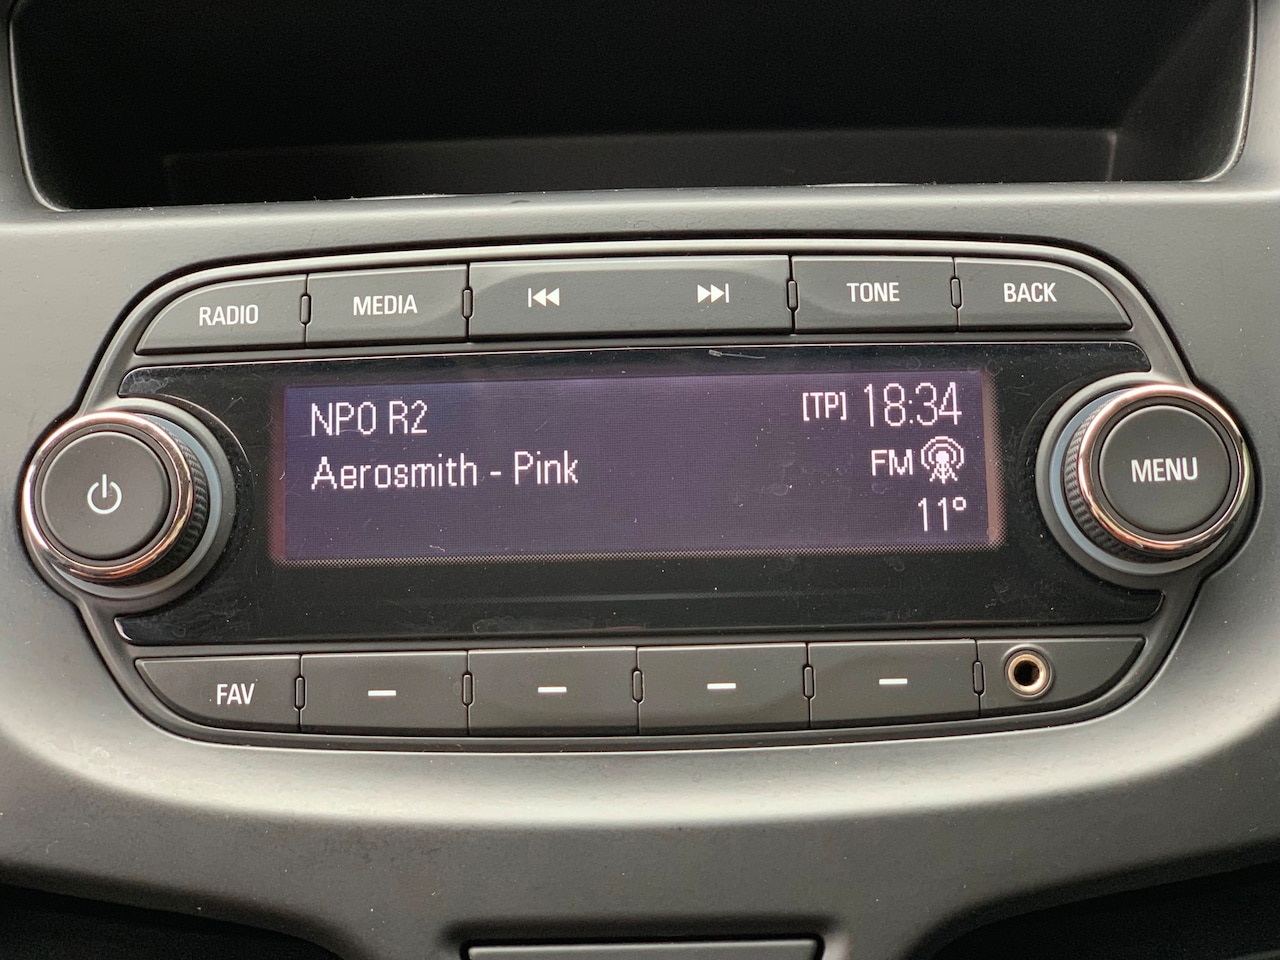 RADIO MEDIA TONE BACK
NPO R2 [TP] 18:34
Aerosmith - Pink FM
11°
MENU
FAV